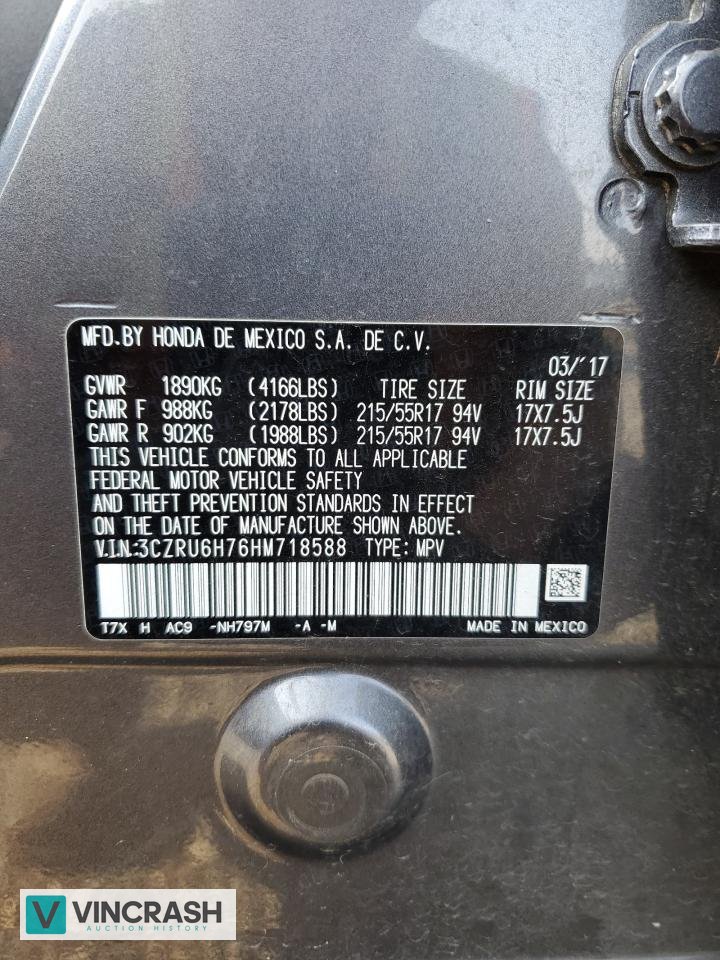 MFD.BY HONDA DE MEXICO S.A. DE C.V.
03/'17
GVWR 1890KG (4166LBS) TIRE SIZE RIM SIZE
GAWR F 988KG (2178LBS) 215/55R17 94V 17X7.5J
GAWR R 902KG (1988LBS) 215/55R17 94V 17X7.5J
THIS VEHICLE CONFORMS TO ALL APPLICABLE
FEDERAL MOTOR VEHICLE SAFETY
AND THEFT PREVENTION STANDARDS IN EFFECT
ON THE DATE OF MANUFACTURE SHOWN ABOVE.
V.I.N:3CZRU6H76HM718588 TYPE: MPV
T7X H AC9 -NH797M -A -M MADE IN MEXICO
V VINCRASH
AUCTION HISTORY